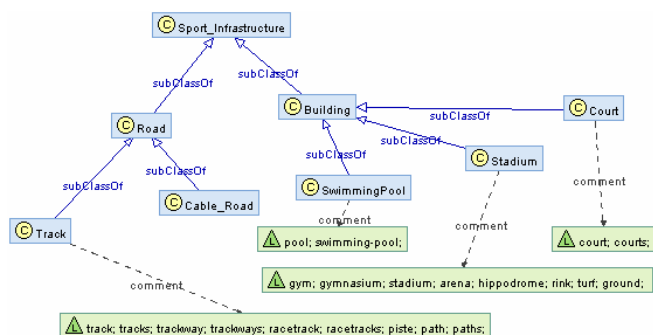 C Sport_Infrastructure
subClassOf
subClassOf
C Building
subClassOf
C Court
C Road
subClassOf
subClassOf
C Stadium
subClassOf
subClassOf
comment
C SwimmingPool
comment
C Cable_Road
comment
C Track
L pool; swimming-pool;
L court; courts;
comment
L gym; gymnasium; stadium; arena; hippodrome; rink; turf; ground;
L track; tracks; trackway; trackways; racetrack; racetracks; piste; path; paths;